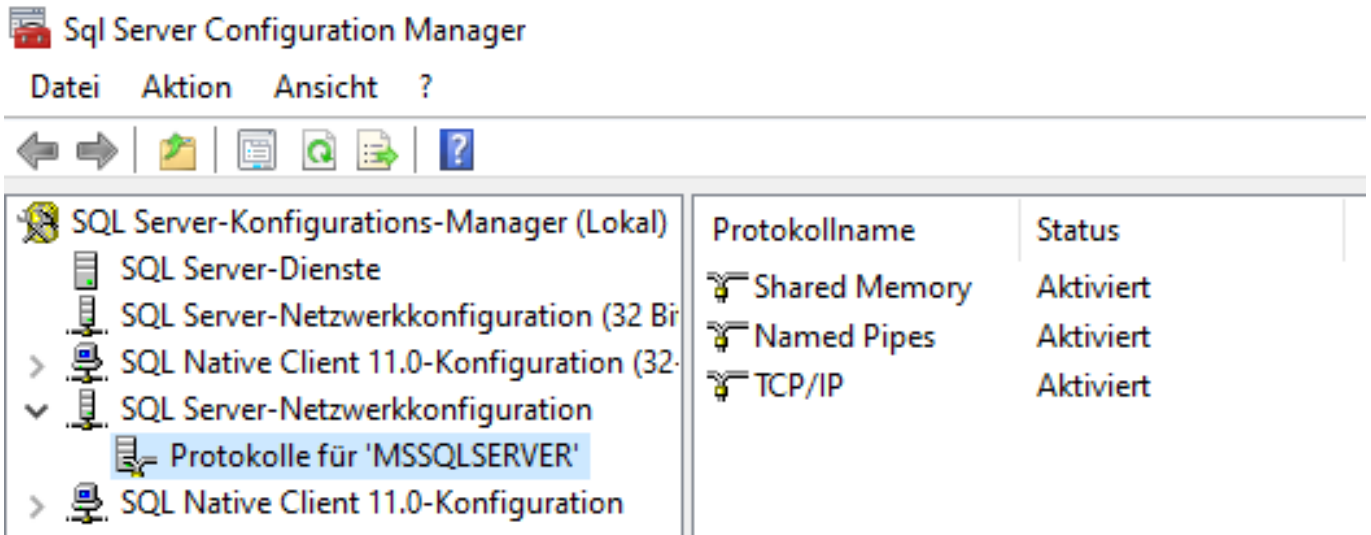 Sql Server Configuration Manager
Datei Aktion Ansicht ?
SQL Server-Konfigurations-Manager (Lokal)
SQL Server-Dienste
SQL Server-Netzwerkkonfiguration (32 Bi
SQL Native Client 11.0-Konfiguration (32-
SQL Server-Netzwerkkonfiguration
Protokolle für 'MSSQLSERVER'
SQL Native Client 11.0-Konfiguration
Protokollname Status
Shared Memory Aktiviert
Named Pipes Aktiviert
TCP/IP Aktiviert